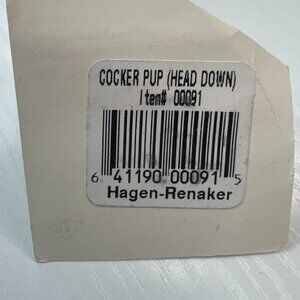 COCKER PUP (HEAD DOWN)
Item# 00091
6 41190 00091 5
Hagen-Renaker